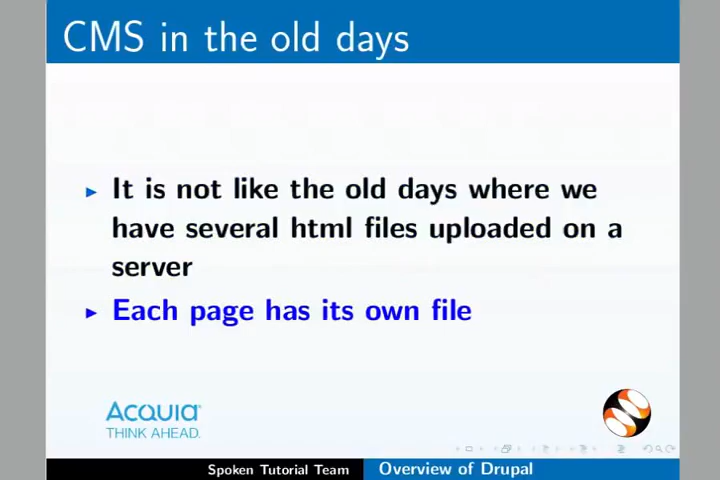 CMS in the old days
It is not like the old days where we
have several html files uploaded on a
server
Each page has its own file
ACQUIA
THINK AHEAD.
Spoken Tutorial Team
Overview of Drupal